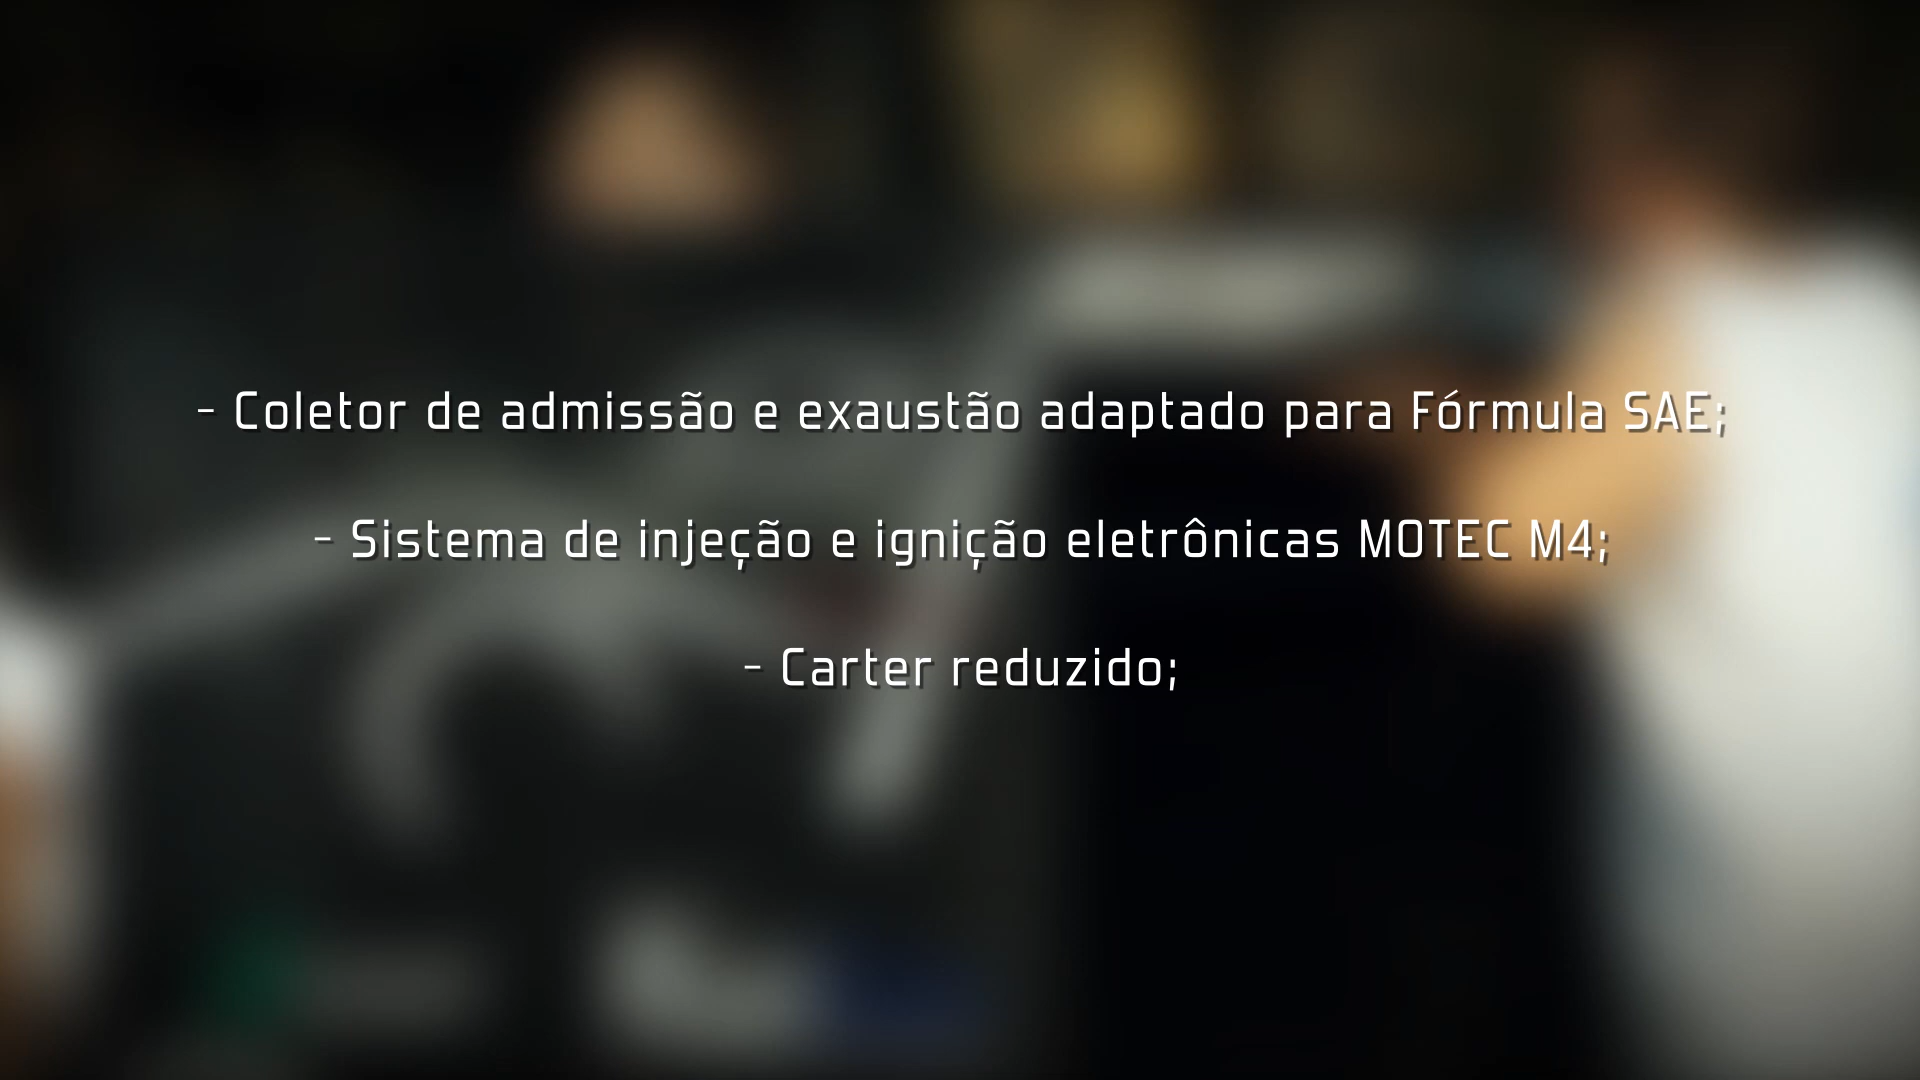 - Coletor de admissão e exaustão adaptado para Fórmula SAE;
- Sistema de injeção e ignição eletrônicas MOTEC M4;
- Carter reduzido;